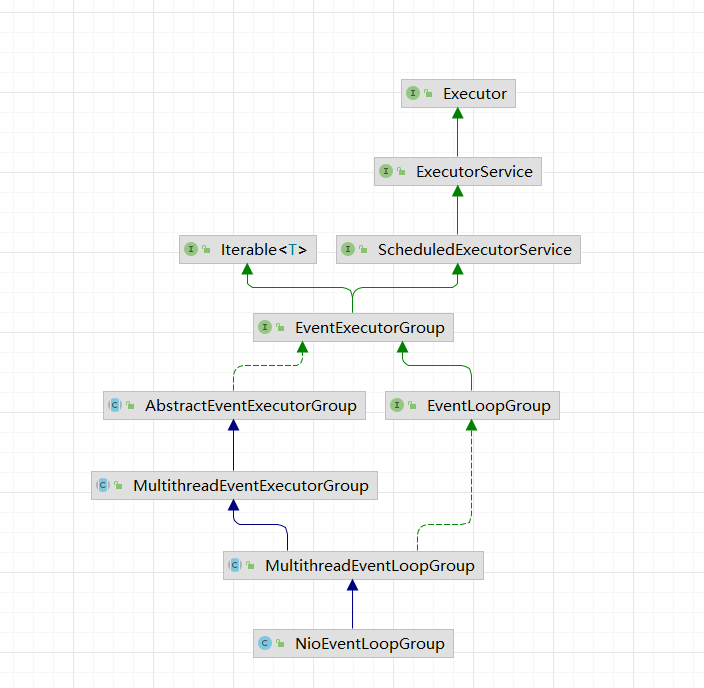 Executor
ExecutorService
Iterable<T>
ScheduledExecutorService
EventExecutorGroup
AbstractEventExecutorGroup
EventLoopGroup
MultithreadEventExecutorGroup
MultithreadEventLoopGroup
NioEventLoopGroup